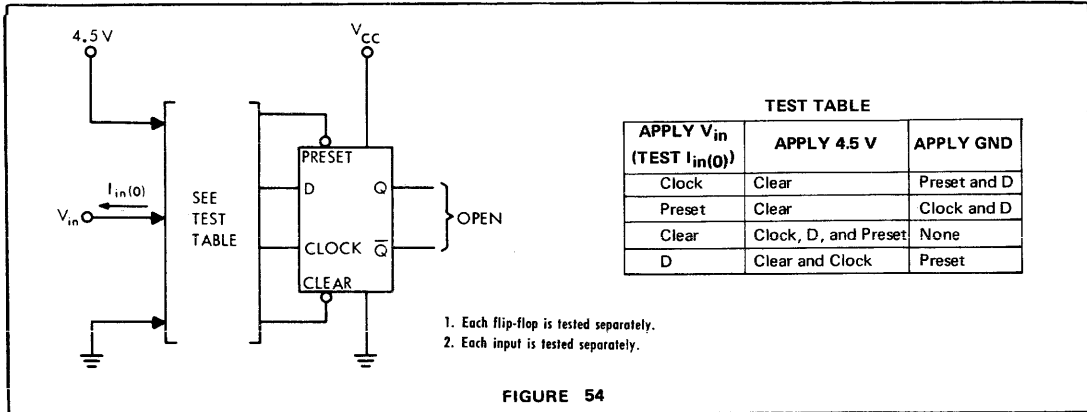 4.5 V
V_CC
PRESET
D
Q
I_in(0)
V_in
SEE
TEST
TABLE
OPEN
CLOCK
Q̅
CLEAR
TEST TABLE
APPLY V_in
(TEST I_in(0))
APPLY 4.5 V
APPLY GND
Clock
Clear
Preset and D
Preset
Clear
Clock and D
Clear
Clock, D, and Preset
None
D
Clear and Clock
Preset
1. Each flip-flop is tested separately.
2. Each input is tested separately.
FIGURE 54